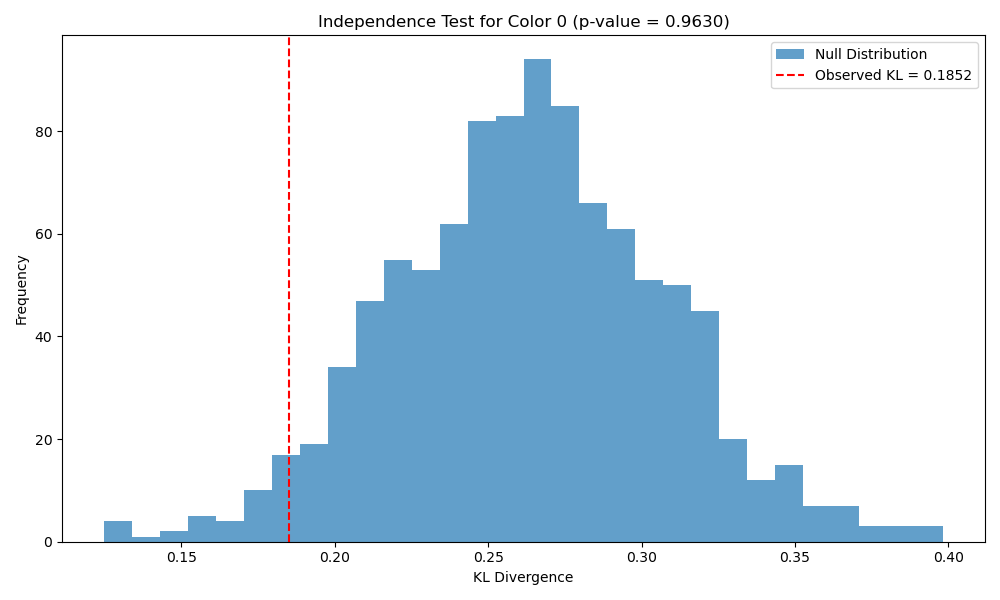 Independence Test for Color 0 (p-value = 0.9630)
Null Distribution
Observed KL = 0.1852
Frequency
80
60
40
20
0
0.15 0.20 0.25 0.30 0.35 0.40
KL Divergence